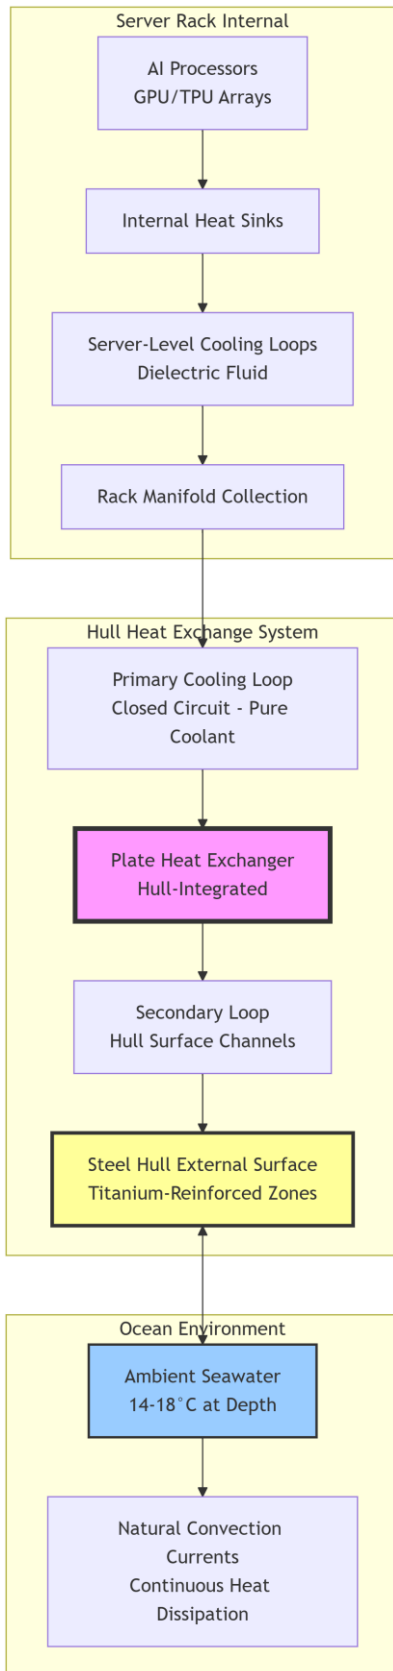 Server Rack Internal
AI Processors
GPU/TPU Arrays
Internal Heat Sinks
Server-Level Cooling Loops
Dielectric Fluid
Rack Manifold Collection
Hull Heat Exchange System
Primary Cooling Loop
Closed Circuit - Pure
Coolant
Plate Heat Exchanger
Hull-Integrated
Secondary Loop
Hull Surface Channels
Steel Hull External Surface
Titanium-Reinforced Zones
Ocean Environment
Ambient Seawater
14-18°C at Depth
Natural Convection
Currents
Continuous Heat
Dissipation